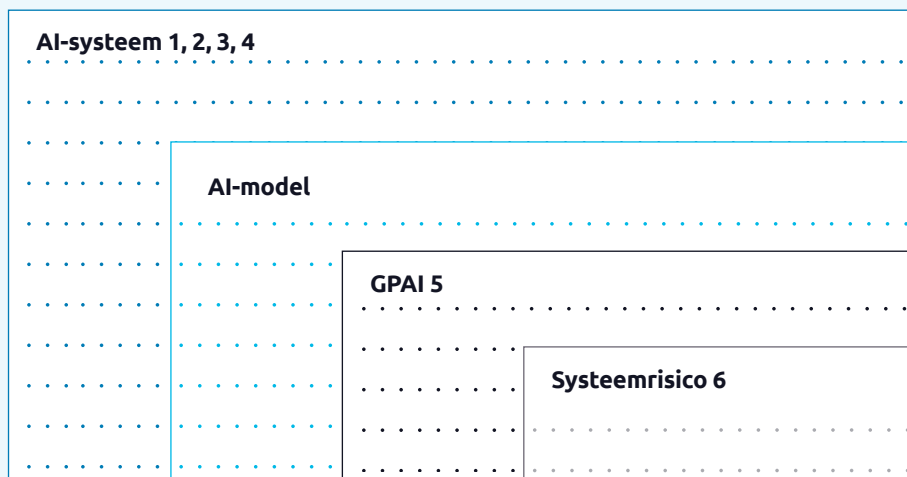 AI-systeem 1, 2, 3, 4
AI-model
GPAI 5
Systeemrisico 6